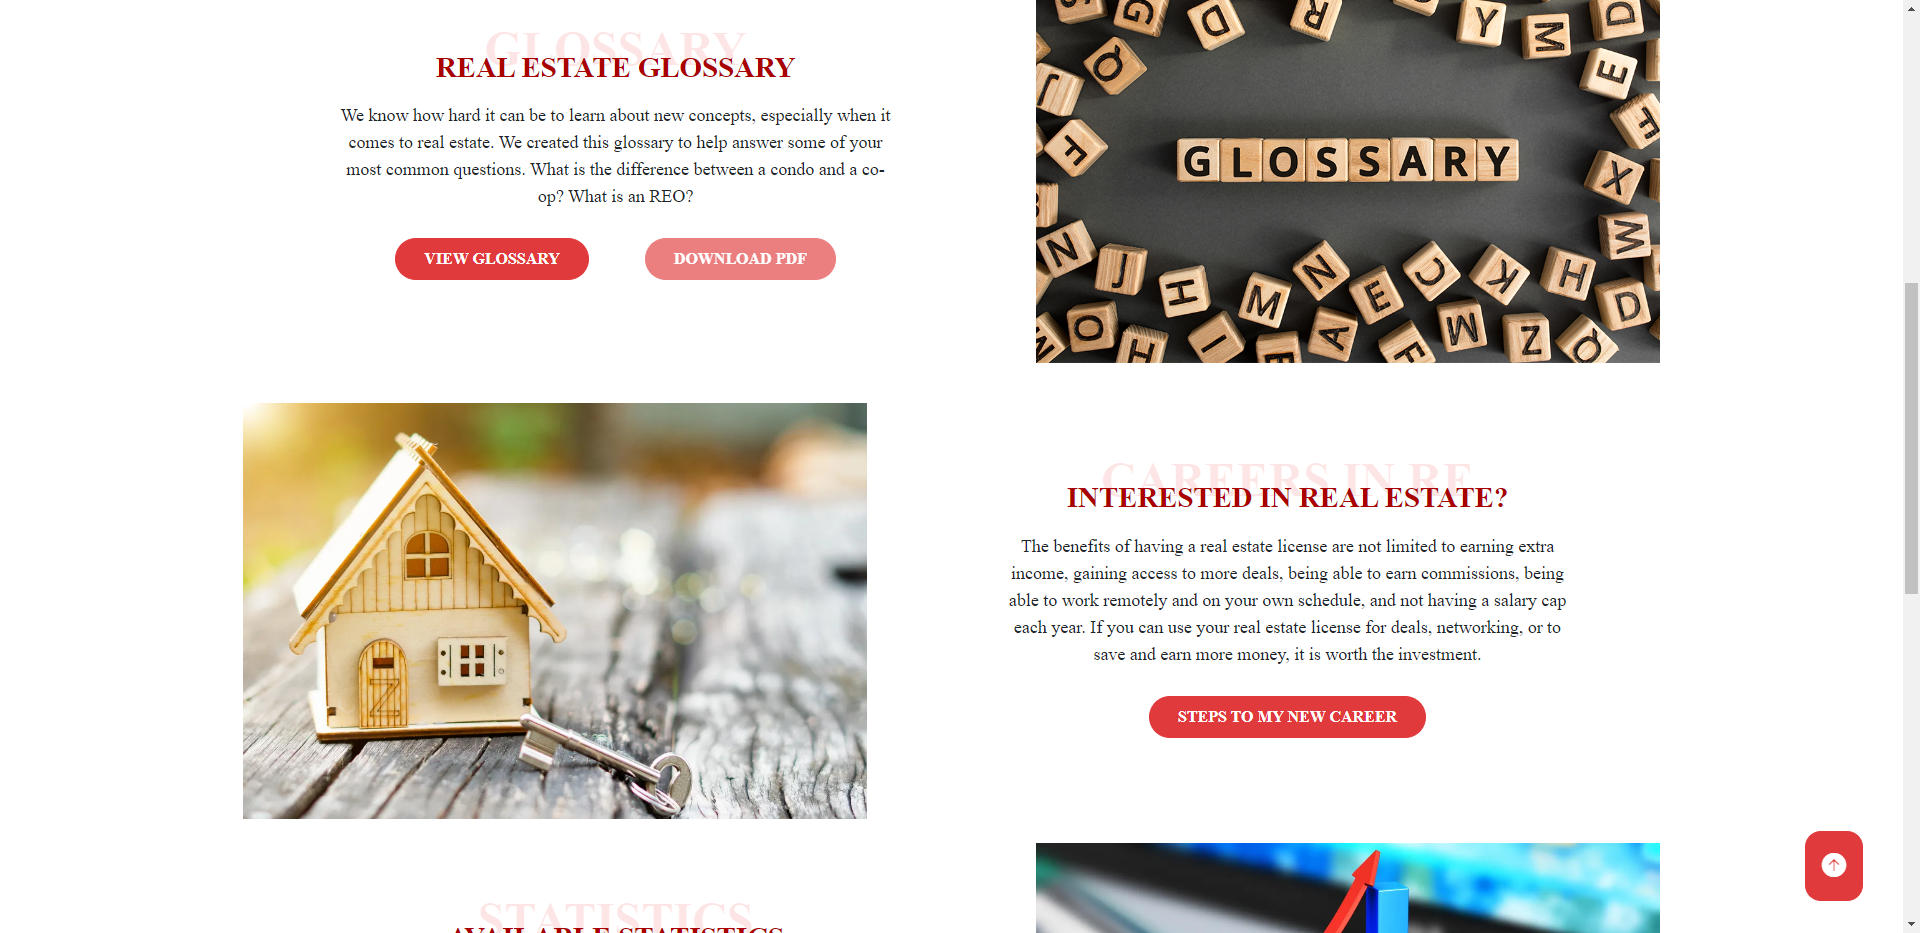 GLOSSARY
REAL ESTATE GLOSSARY
We know how hard it can be to learn about new concepts, especially when it
comes to real estate. We created this glossary to help answer some of your
most common questions. What is the difference between a condo and a co-
op? What is an REO?
VIEW GLOSSARY
DOWNLOAD PDF
GLOSSARY
CAREERS IN RE
INTERESTED IN REAL ESTATE?
The benefits of having a real estate license are not limited to earning extra
income, gaining access to more deals, being able to earn commissions, being
able to work remotely and on your own schedule, and not having a salary cap
each year. If you can use your real estate license for deals, networking, or to
save and earn more money, it is worth the investment.
STEPS TO MY NEW CAREER
STATISTICS
AVAILABLE STATISTICS